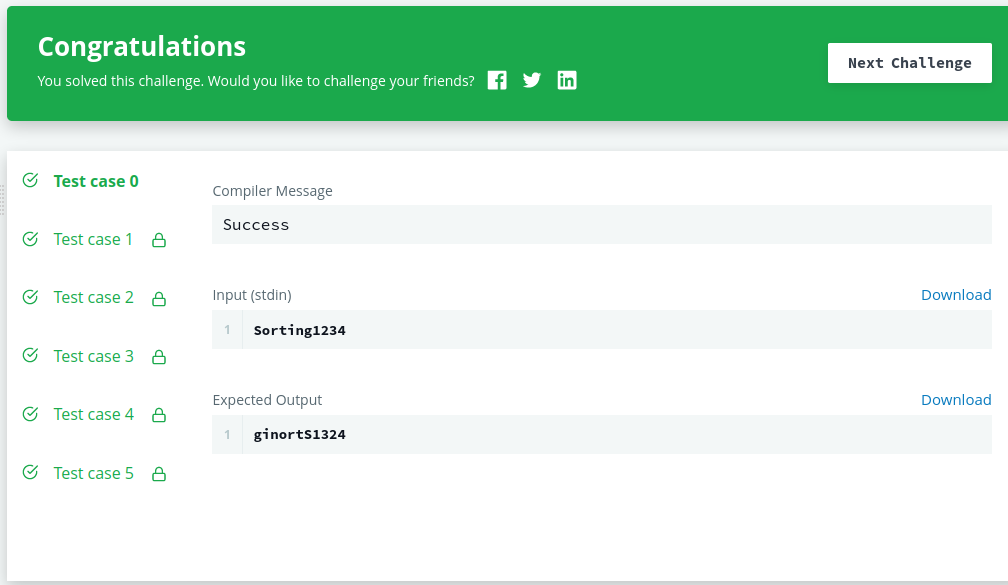 Congratulations
You solved this challenge. Would you like to challenge your friends?
Next Challenge
Test case 0
Test case 1
Test case 2
Test case 3
Test case 4
Test case 5
Compiler Message
Success
Input (stdin)
Download
1 Sorting1234
Expected Output
Download
1 ginortS1324